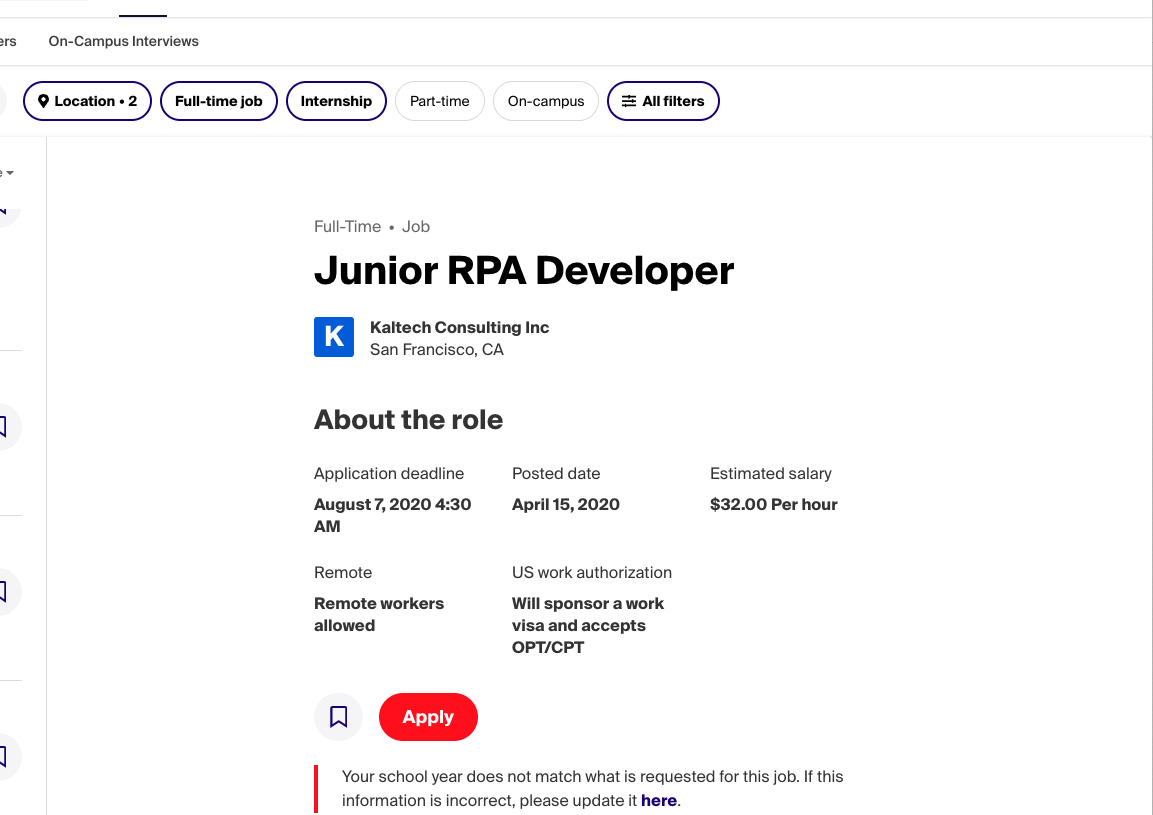 On-Campus Interviews
Location • 2
Full-time job
Internship
Part-time
On-campus
All filters
Full-Time • Job
Junior RPA Developer
K
Kaltech Consulting Inc
San Francisco, CA
About the role
Application deadline
August 7, 2020 4:30
AM
Posted date
April 15, 2020
Estimated salary
$32.00 Per hour
Remote
Remote workers
allowed
US work authorization
Will sponsor a work
visa and accepts
OPT/CPT
Apply
Your school year does not match what is requested for this job. If this
information is incorrect, please update it here.